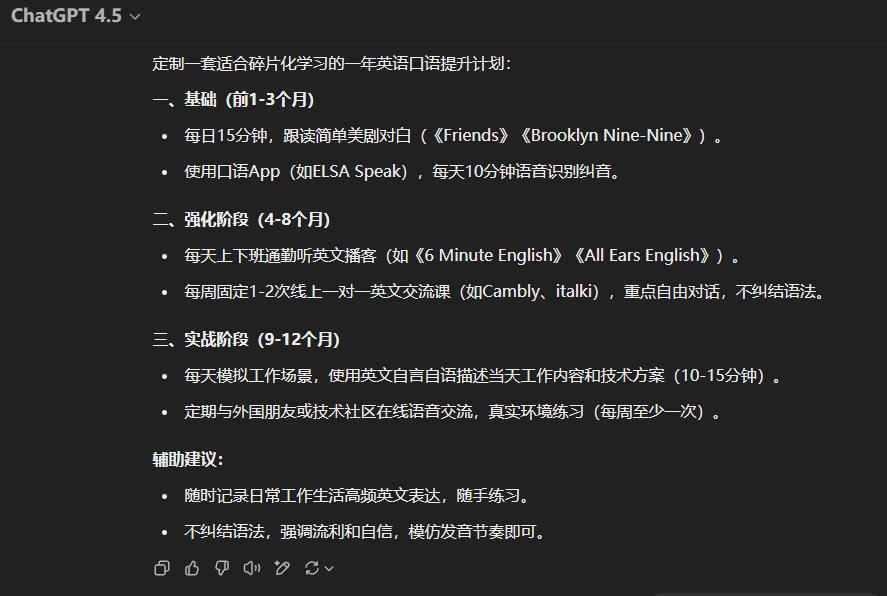 ChatGPT 4.5
定制一套适合碎片化学习的一年英语口语提升计划：
一、基础（前1-3个月)
• 每日15分钟，跟读简单美剧对白（《Friends》《Brooklyn Nine-Nine》）。
• 使用口语App（如ELSA Speak），每天10分钟语音识别纠音。
二、强化阶段（4-8个月)
• 每天上下班通勤听英文播客（如《6 Minute English》《All Ears English》）。
• 每周固定1-2次线上一对一英文交流课（如Cambly、italki），重点自由对话，不纠结语法。
三、实战阶段（9-12个月)
• 每天模拟工作场景，使用英文自言自语描述当天工作内容和技术方案（10-15分钟）。
• 定期与外国朋友或技术社区在线语音交流，真实环境练习（每周至少一次）。
辅助建议：
• 随时记录日常工作生活高频英文表达，随手练习。
• 不纠结语法，强调流利和自信，模仿发音节奏即可。